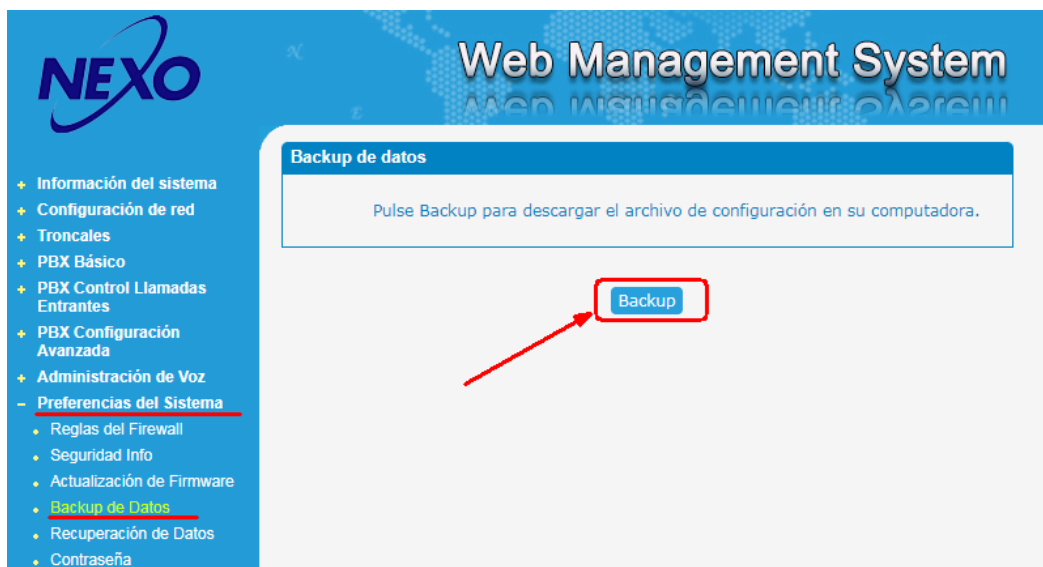 NEXO
Web Management System
Backup de datos
Pulse Backup para descargar el archivo de configuración en su computadora.
Backup
Información del sistema
Configuración de red
Troncales
PBX Básico
PBX Control Llamadas
Entrantes
PBX Configuración
Avanzada
Administración de Voz
Preferencias del Sistema
Reglas del Firewall
Seguridad Info
Actualización de Firmware
Backup de Datos
Recuperación de Datos
Contraseña